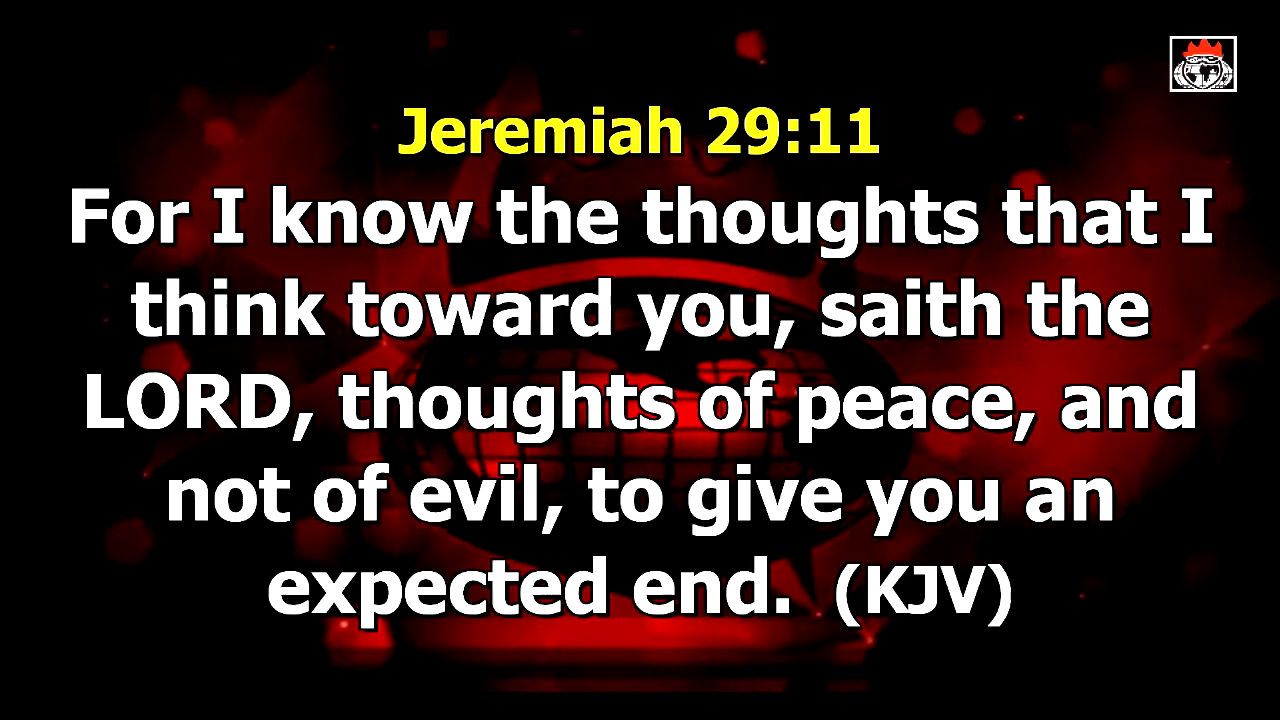 Jeremiah 29:11
For I know the thoughts that I
think toward you, saith the
LORD, thoughts of peace, and
not of evil, to give you an
expected end. (KJV)